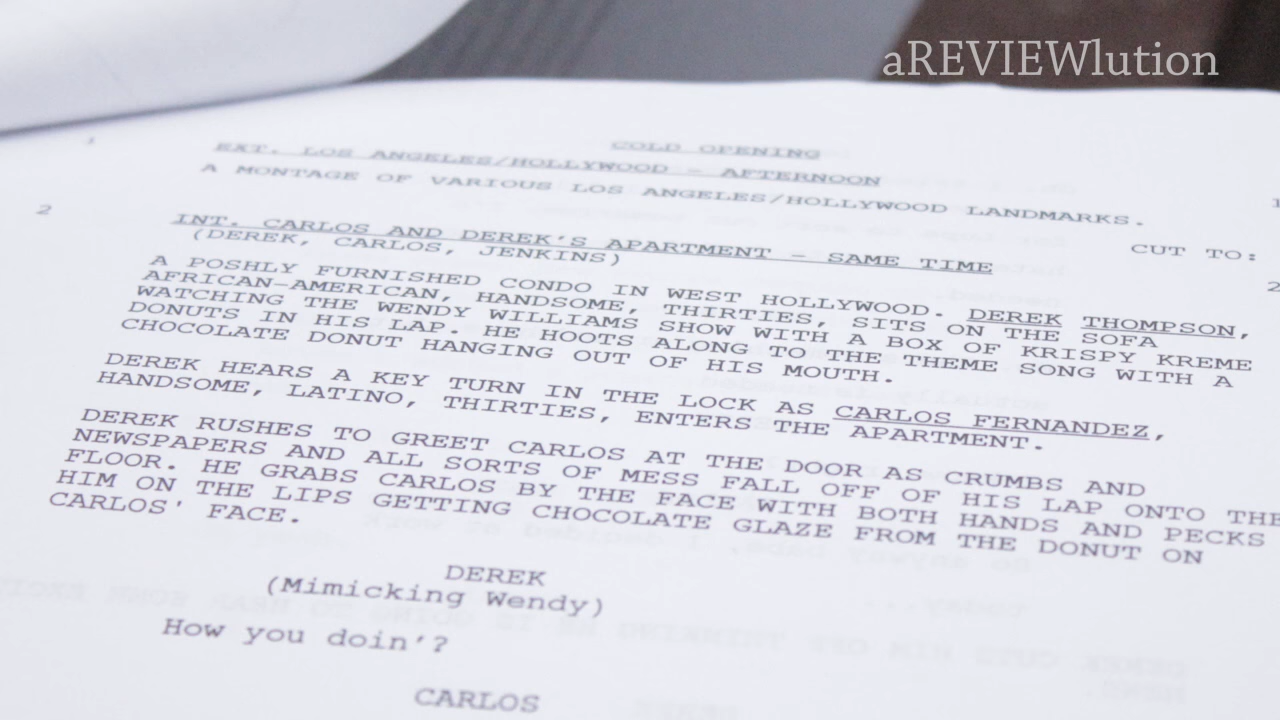 aREVIEWlution
COLD OPENING
EXT. LOS ANGELES/HOLLYWOOD - AFTERNOON
A MONTAGE OF VARIOUS LOS ANGELES/HOLLYWOOD LANDMARKS.
CUT TO:
2 INT. CARLOS AND DEREK'S APARTMENT - SAME TIME 2
(DEREK, CARLOS, JENKINS)
A POSHLY FURNISHED CONDO IN WEST HOLLYWOOD. DEREK THOMPSON,
AFRICAN-AMERICAN, HANDSOME, THIRTIES, SITS ON THE SOFA
WATCHING THE WENDY WILLIAMS SHOW WITH A BOX OF KRISPY KREME
DONUTS IN HIS LAP. HE HOOTS ALONG TO THE THEME SONG WITH A
CHOCOLATE DONUT HANGING OUT OF HIS MOUTH.
DEREK HEARS A KEY TURN IN THE LOCK AS CARLOS FERNANDEZ,
HANDSOME, LATINO, THIRTIES, ENTERS THE APARTMENT.
DEREK RUSHES TO GREET CARLOS AT THE DOOR AS CRUMBS AND
NEWSPAPERS AND ALL SORTS OF MESS FALL OFF OF HIS LAP ONTO THE
FLOOR. HE GRABS CARLOS BY THE FACE WITH BOTH HANDS AND PECKS
HIM ON THE LIPS GETTING CHOCOLATE GLAZE FROM THE DONUT ON
CARLOS' FACE.
DEREK
(Mimicking Wendy)
How you doin'?
CARLOS